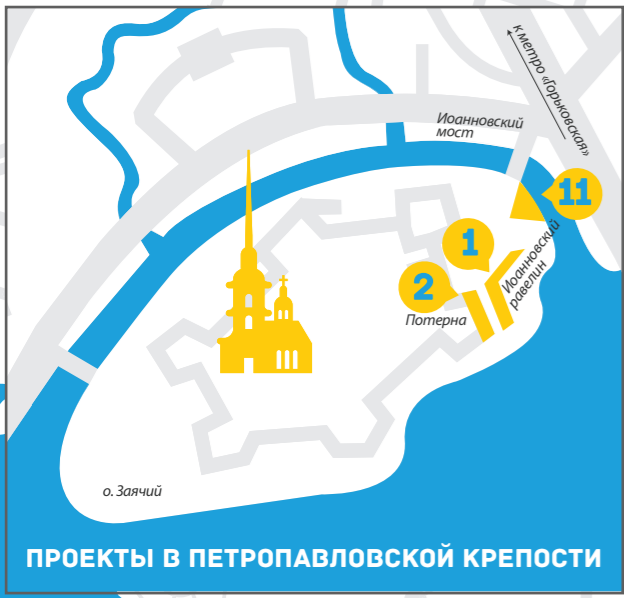 к метро «Горьковская»
Иоанновский
мост
11
1
Иоанновский
равелин
2
Потерна
о. Заячий
ПРОЕКТЫ В ПЕТРОПАВЛОВСКОЙ КРЕПОСТИ